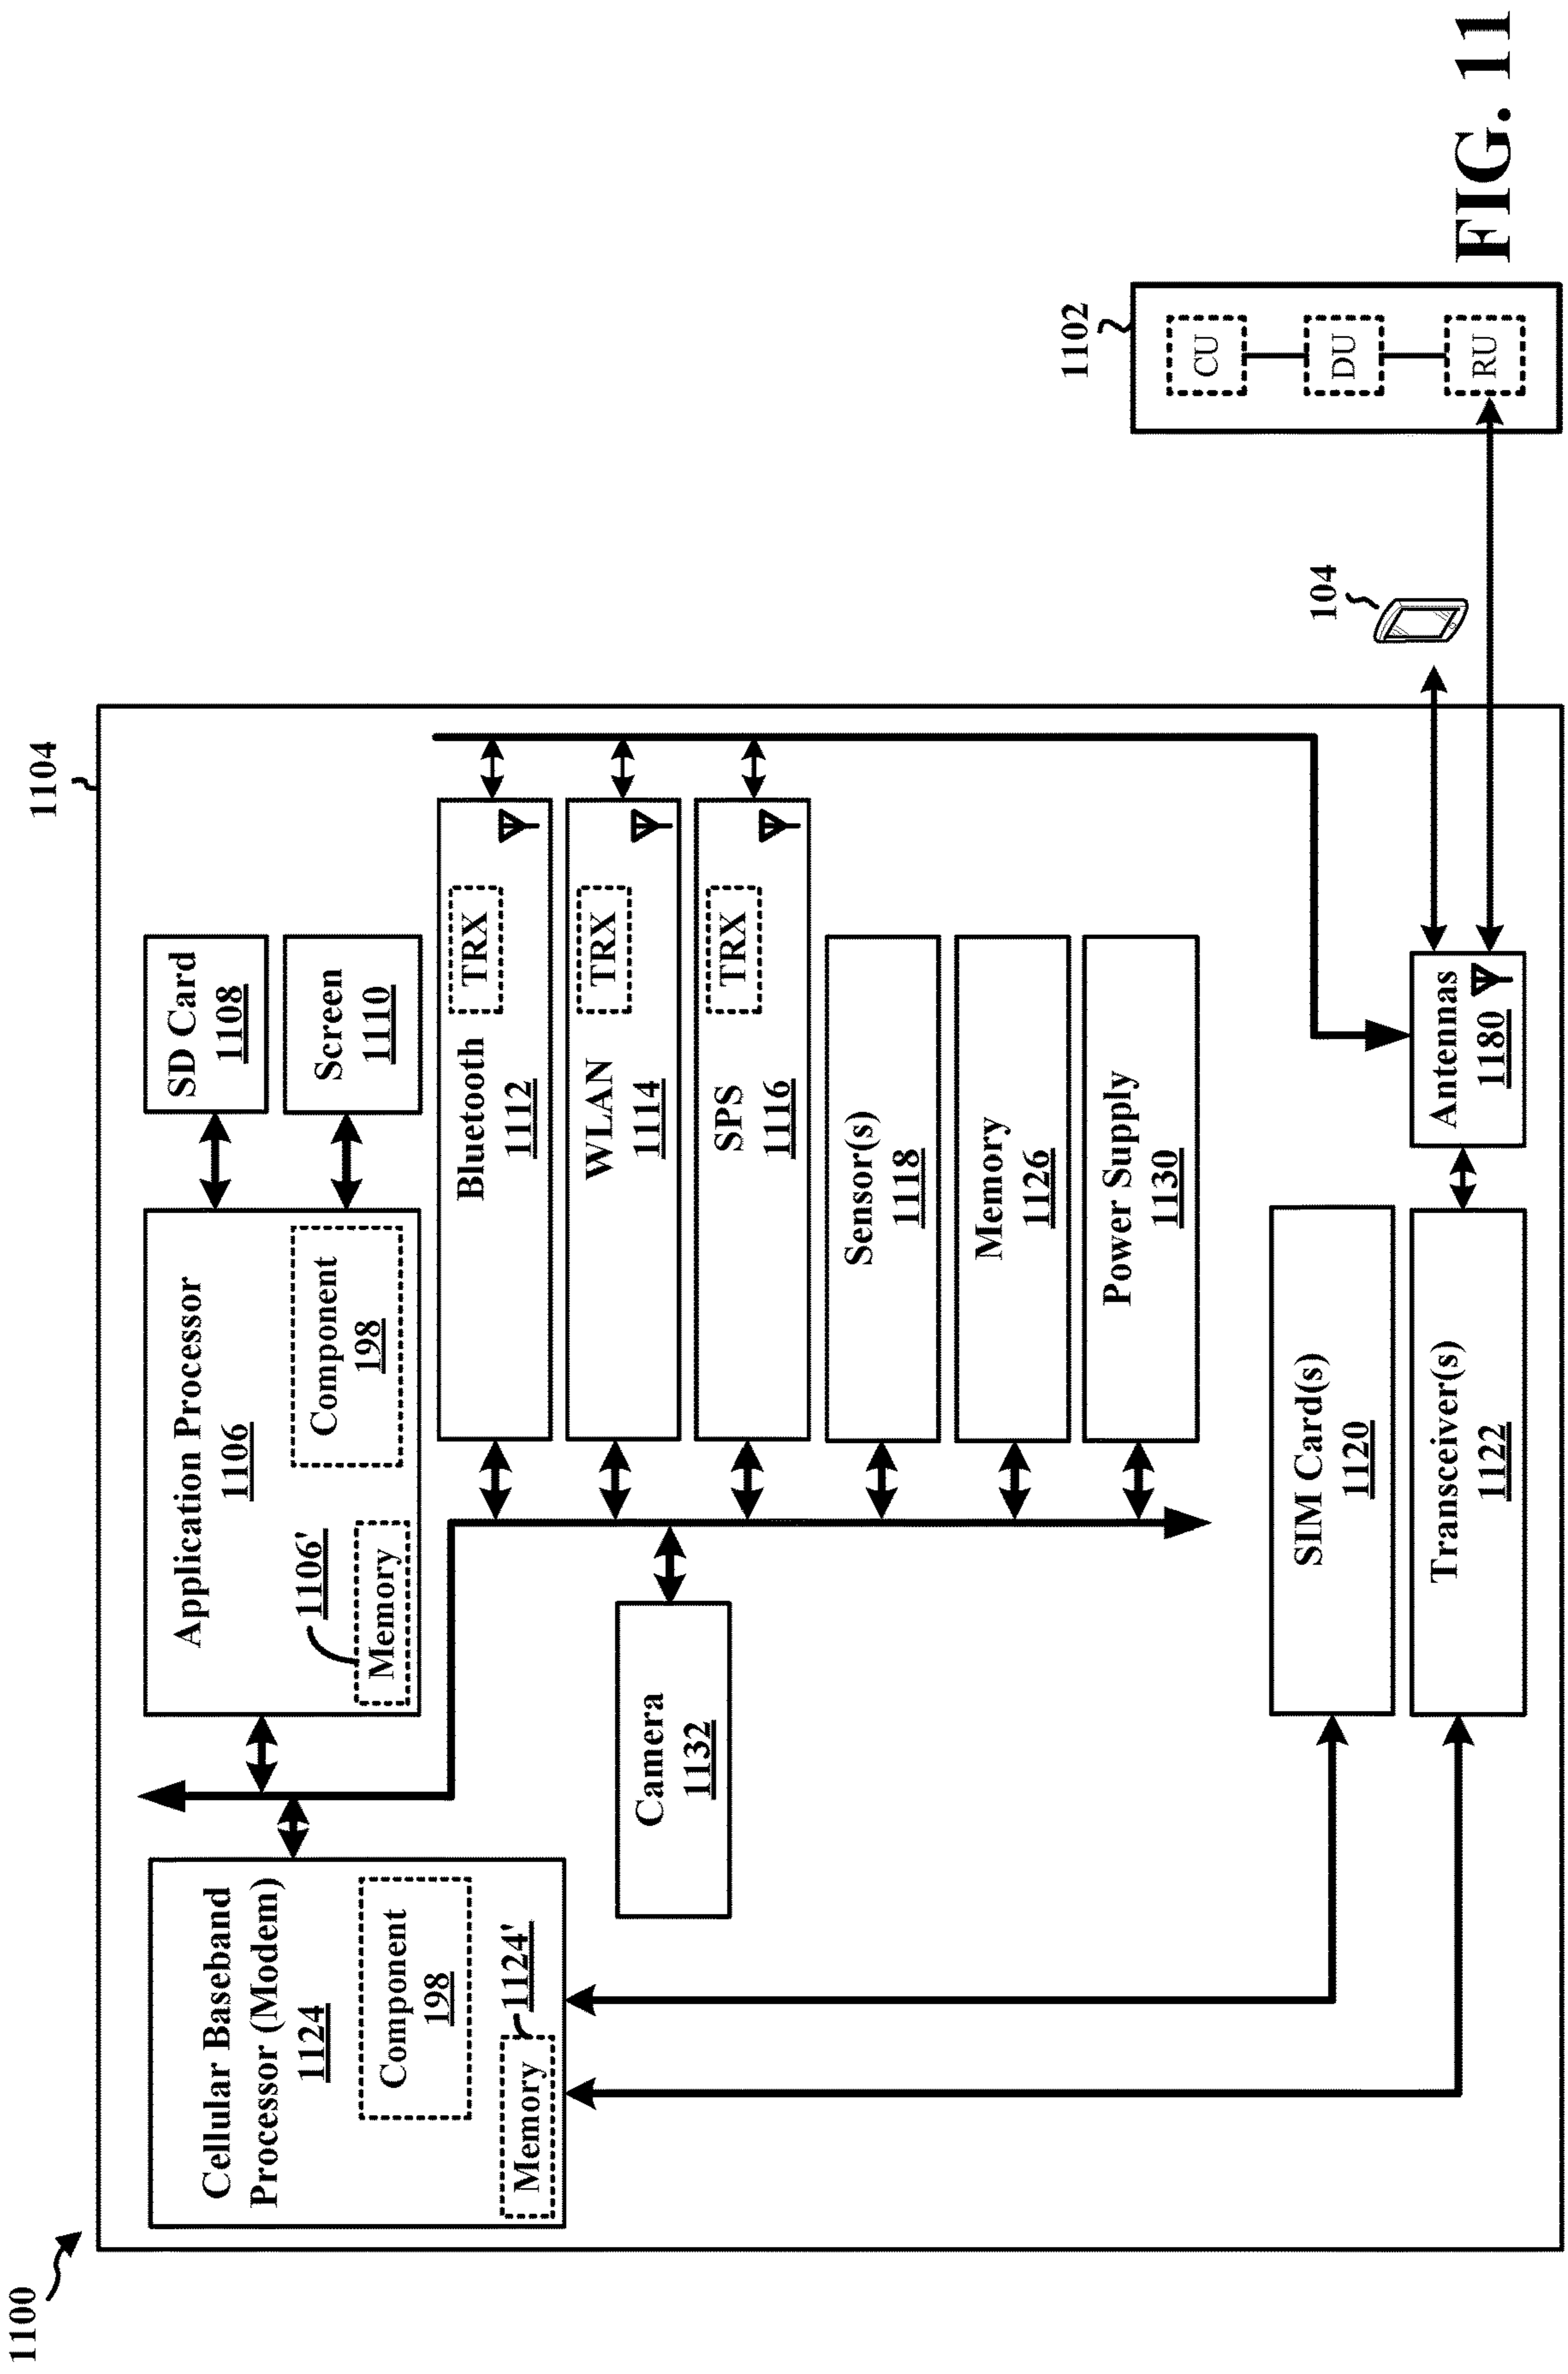 1100
1104
Cellular Baseband
Processor (Modem)
1124
Component
198
Memory
1124'
Application Processor
1106
1106'
Memory
Component
198
SD Card
1108
Screen
1110
Bluetooth
1112
TRX
WLAN
1114
TRX
SPS
1116
TRX
Camera
1132
Sensor(s)
1118
Memory
1126
Power Supply
1130
SIM Card(s)
1120
Transceiver(s)
1122
Antennas
1180
104
1102
CU
DU
RU
FIG. 11